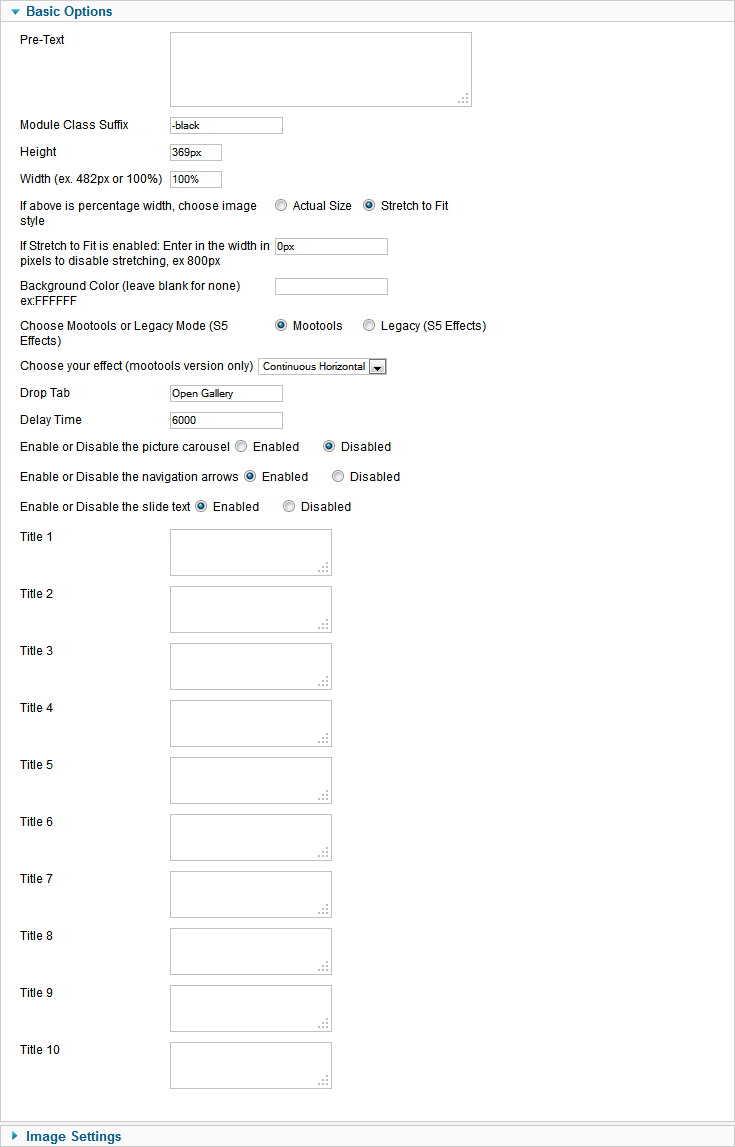 Basic Options
Pre-Text
Module Class Suffix -black
Height 369px
Width (ex. 482px or 100%) 100%
If above is percentage width, choose image Actual Size Stretch to Fit
style
If Stretch to Fit is enabled: Enter in the width in 0px
pixels to disable stretching, ex 800px
Background Color (leave blank for none)
ex:FFFFFF
Choose Mootools or Legacy Mode (S5 Mootools Legacy (S5 Effects)
Effects)
Choose your effect (mootools version only) Continuous Horizontal
Drop Tab Open Gallery
Delay Time 6000
Enable or Disable the picture carousel Enabled Disabled
Enable or Disable the navigation arrows Enabled Disabled
Enable or Disable the slide text Enabled Disabled
Title 1
Title 2
Title 3
Title 4
Title 5
Title 6
Title 7
Title 8
Title 9
Title 10
Image Settings